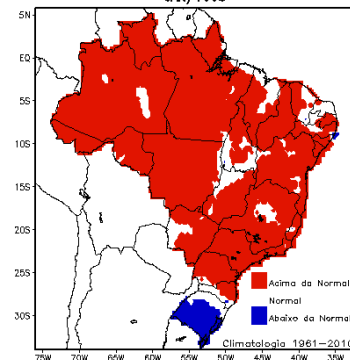 5N
EQ
5S
10S
15S
20S
25S
30S
Acima da Normal
Normal
Abaixo da Normal
Climatologia 1961-2010
75W 70W 65W 60W 55W 50W 45W 40W 35W